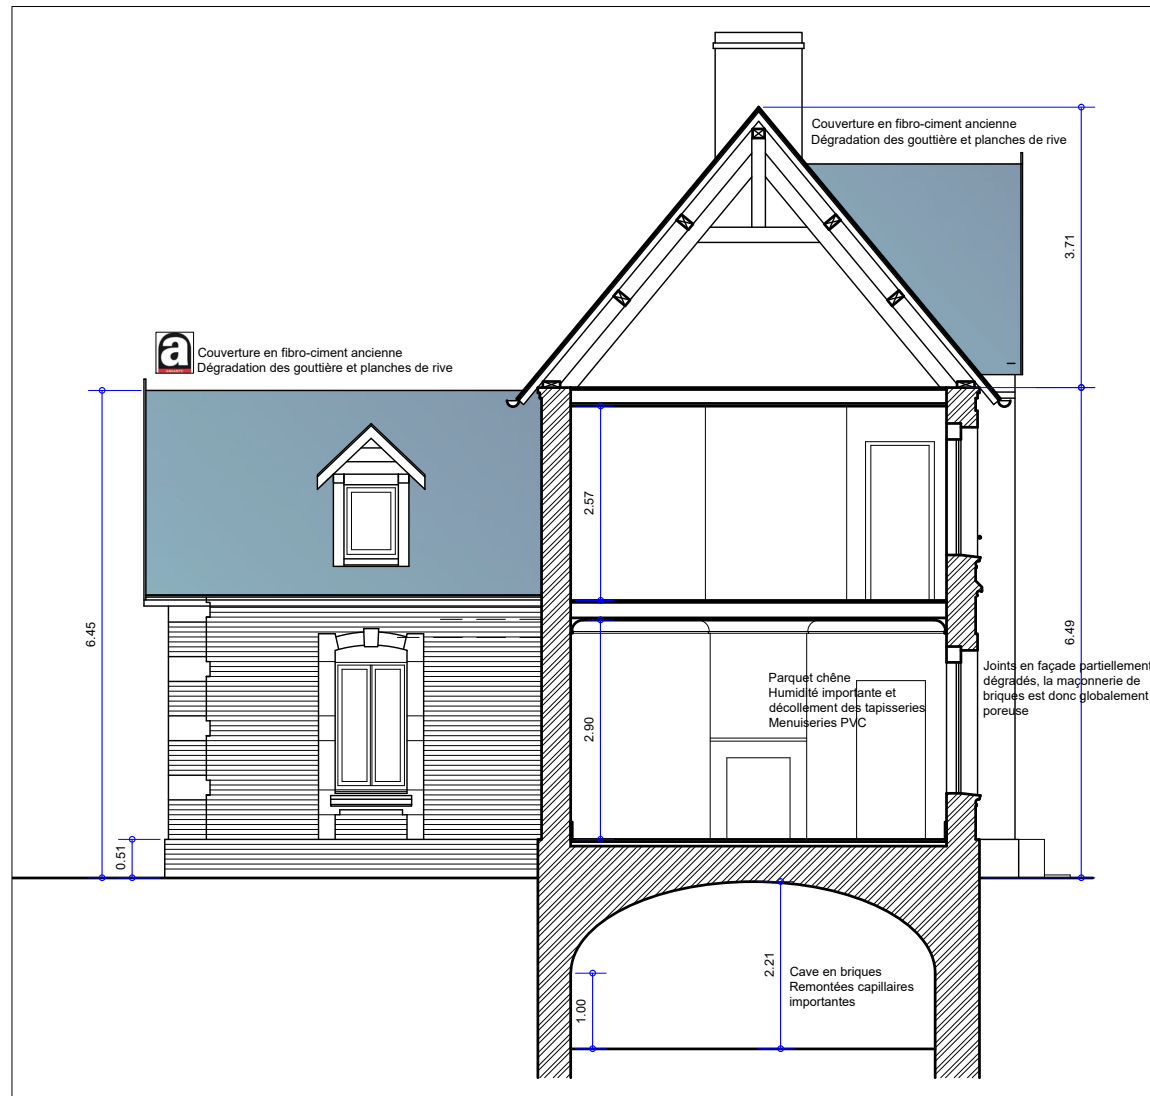 Couverture en fibro-ciment ancienne
Dégradation des gouttière et planches de rive
3.71
a
Couverture en fibro-ciment ancienne
Dégradation des gouttière et planches de rive
2.57
6.45
6.49
Joints en façade partiellement
dégradés, la maçonnerie de
briques est donc globalement
poreuse
Parquet chêne
Humidité importante et
décollement des tapisseries
Menuiseries PVC
2.90
0.51
2.21
Cave en briques
Remontées capillaires
importantes
1.00